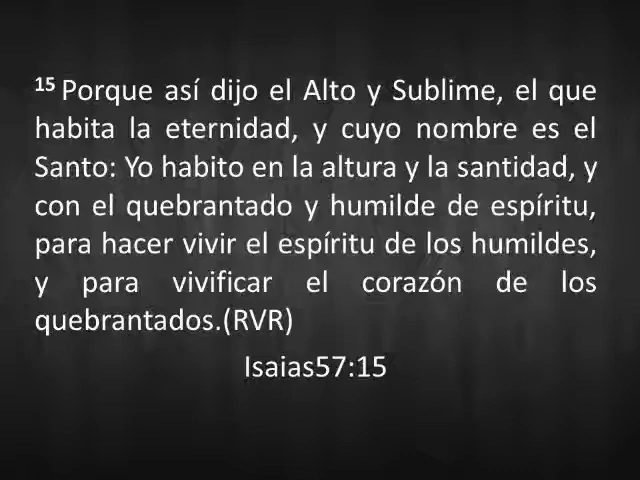 15 Porque así dijo el Alto y Sublime, el que
habita la eternidad, y cuyo nombre es el
Santo: Yo habito en la altura y la santidad, y
con el quebrantado y humilde de espíritu,
para hacer vivir el espíritu de los humildes,
y para vivificar el corazón de los
quebrantados.(RVR)
Isaias57:15